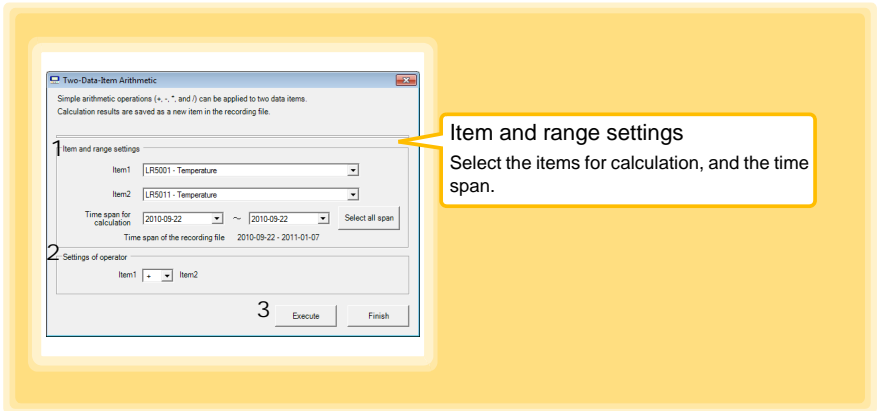 Two-Data-Item Arithmetic
Simple arithmetic operations (+, -, *, and /) can be applied to two data items.
Calculation results are saved as a new item in the recording file.
1
Item and range settings
Item1 LR5001 - Temperature
Item2 LR5011 - Temperature
Time span for
calculation
2010-09-22 ~ 2010-09-22 Select all span
Time span of the recording file 2010-09-22 - 2011-01-07
2
Settings of operator
Item1 + Item2
3
Execute Finish
Item and range settings
Select the items for calculation, and the time
span.